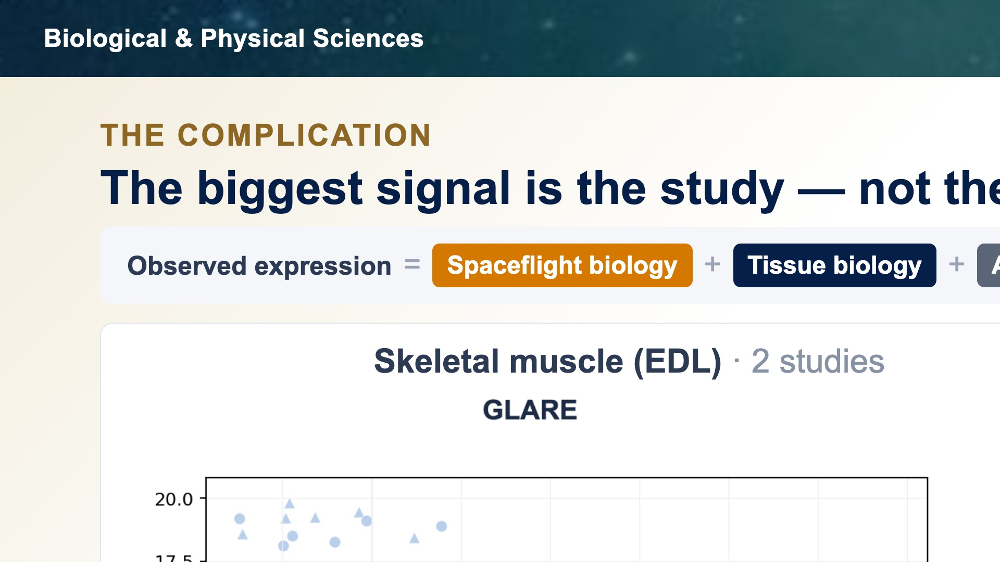 Biological & Physical Sciences
THE COMPLICATION
The biggest signal is the study — not the
Observed expression = Spaceflight biology + Tissue biology + A
Skeletal muscle (EDL) · 2 studies
GLARE
20.0
17.5